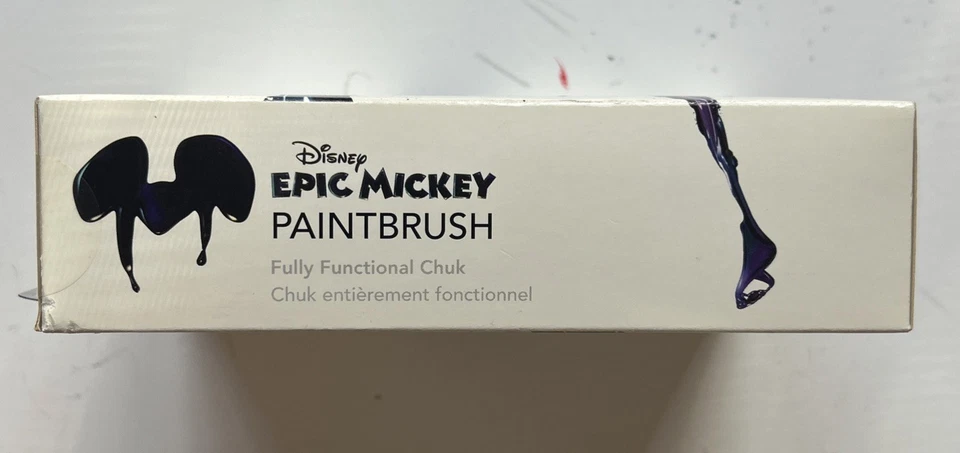 Disney
EPIC MICKEY
PAINTBRUSH
Fully Functional Chuk
Chuk entièrement fonctionnel